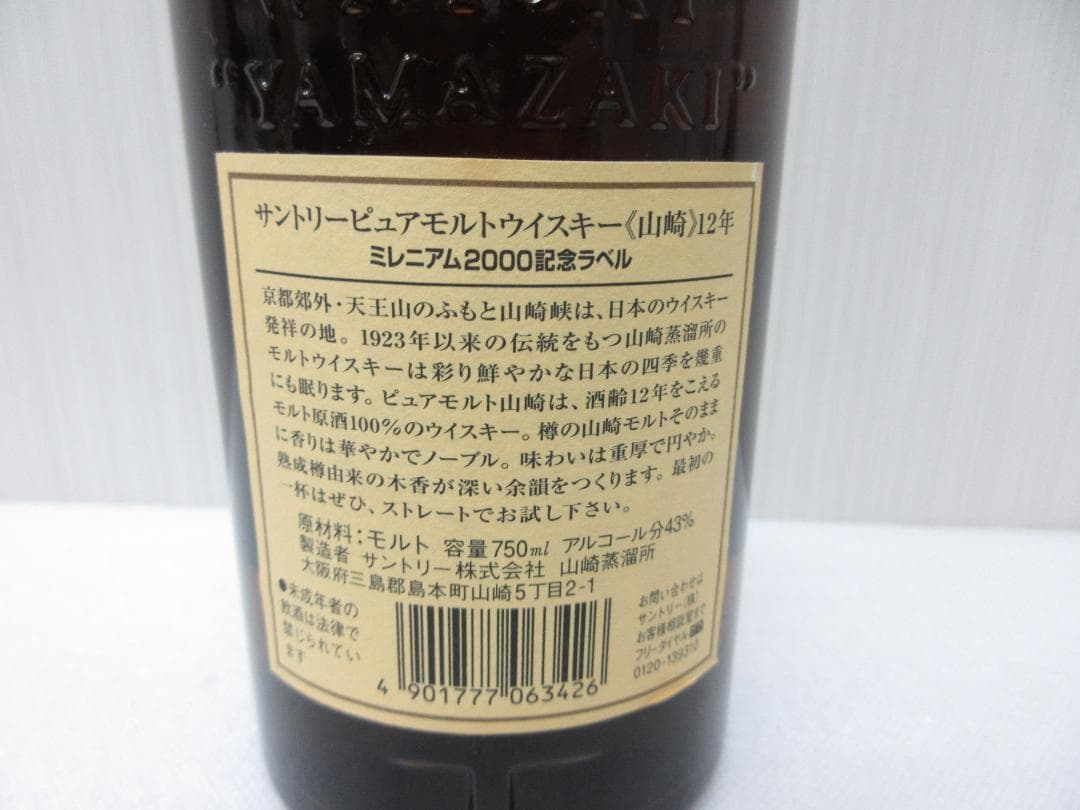 "YAMAZAKI"
サントリーピュアモルトウイスキー《山崎》12年
ミレニアム2000記念ラベル
京都郊外・天王山のふもと山崎峡は、日本のウイスキー
発祥の地。1923年以来の伝統をもつ山崎蒸溜所の
モルトウイスキーは彩り鮮やかな日本の四季を幾重
にも眠ります。ピュアモルト山崎は、酒齢12年をこえる
モルト原酒100%のウイスキー。樽の山崎モルトそのまま
に香りは華やかでノーブル。味わいは重厚で円やか。
熟成樽由来の木香が深い余韻をつくります。最初の
一杯はぜひ、ストレートでお試し下さい。
原材料：モルト 容量750ml アルコール分43%
製造者 サントリー株式会社 山崎蒸溜所
大阪府三島郡島本町山崎5丁目2-1
●未成年者の
飲酒は法律で
禁じられてい
ます
お問い合わせは
サントリー(株)
お客様相談室まで
フリーダイヤル
0120-139310
4 901777 063426